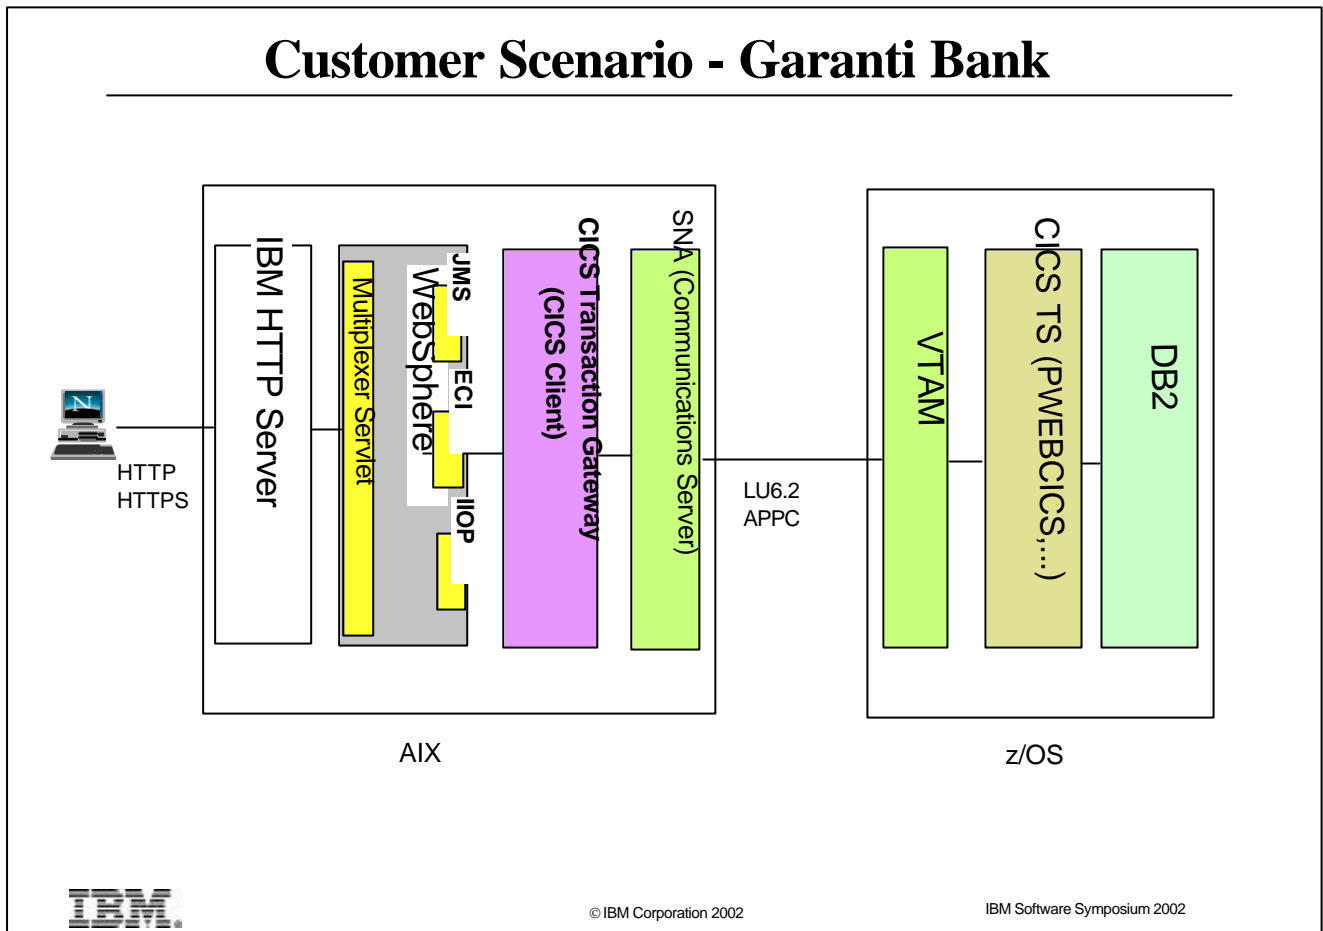 Customer Scenario - Garanti Bank
HTTP
HTTPS
IBM HTTP Server
Multiplexer Servlet
WebSphere
JMS
ECI
IIOP
CICS Transaction Gateway
(CICS Client)
SNA (Communications Server)
LU6.2
APPC
VTAM
CICS TS (PWEBCICS,...)
DB2
AIX
z/OS
N
IBM
© IBM Corporation 2002
IBM Software Symposium 2002